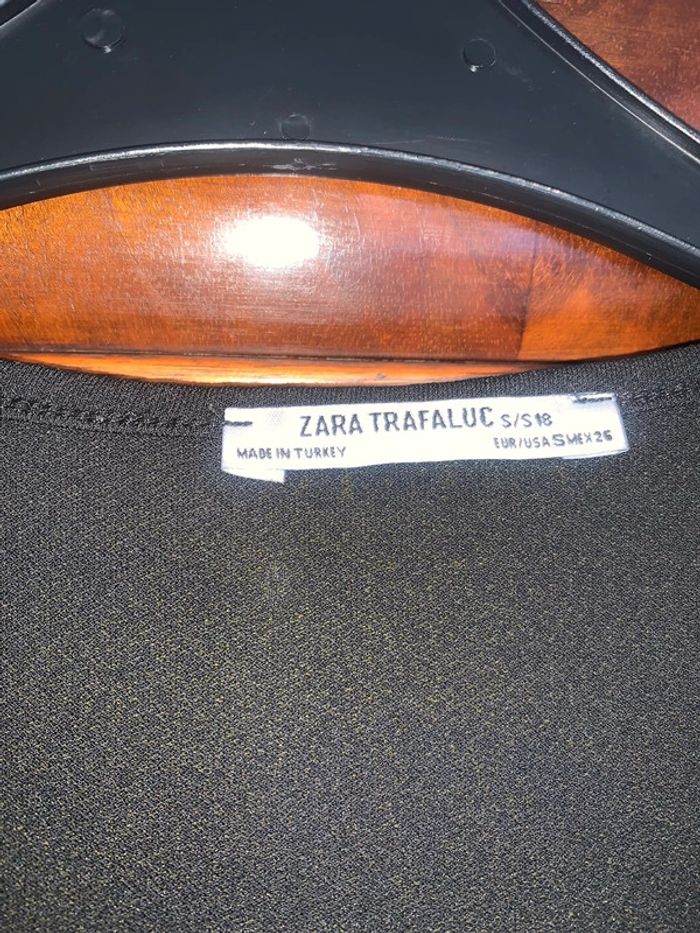 ZARA TRAFALUC S/S18
MADE IN TURKEY EUR/USA S MEX 26